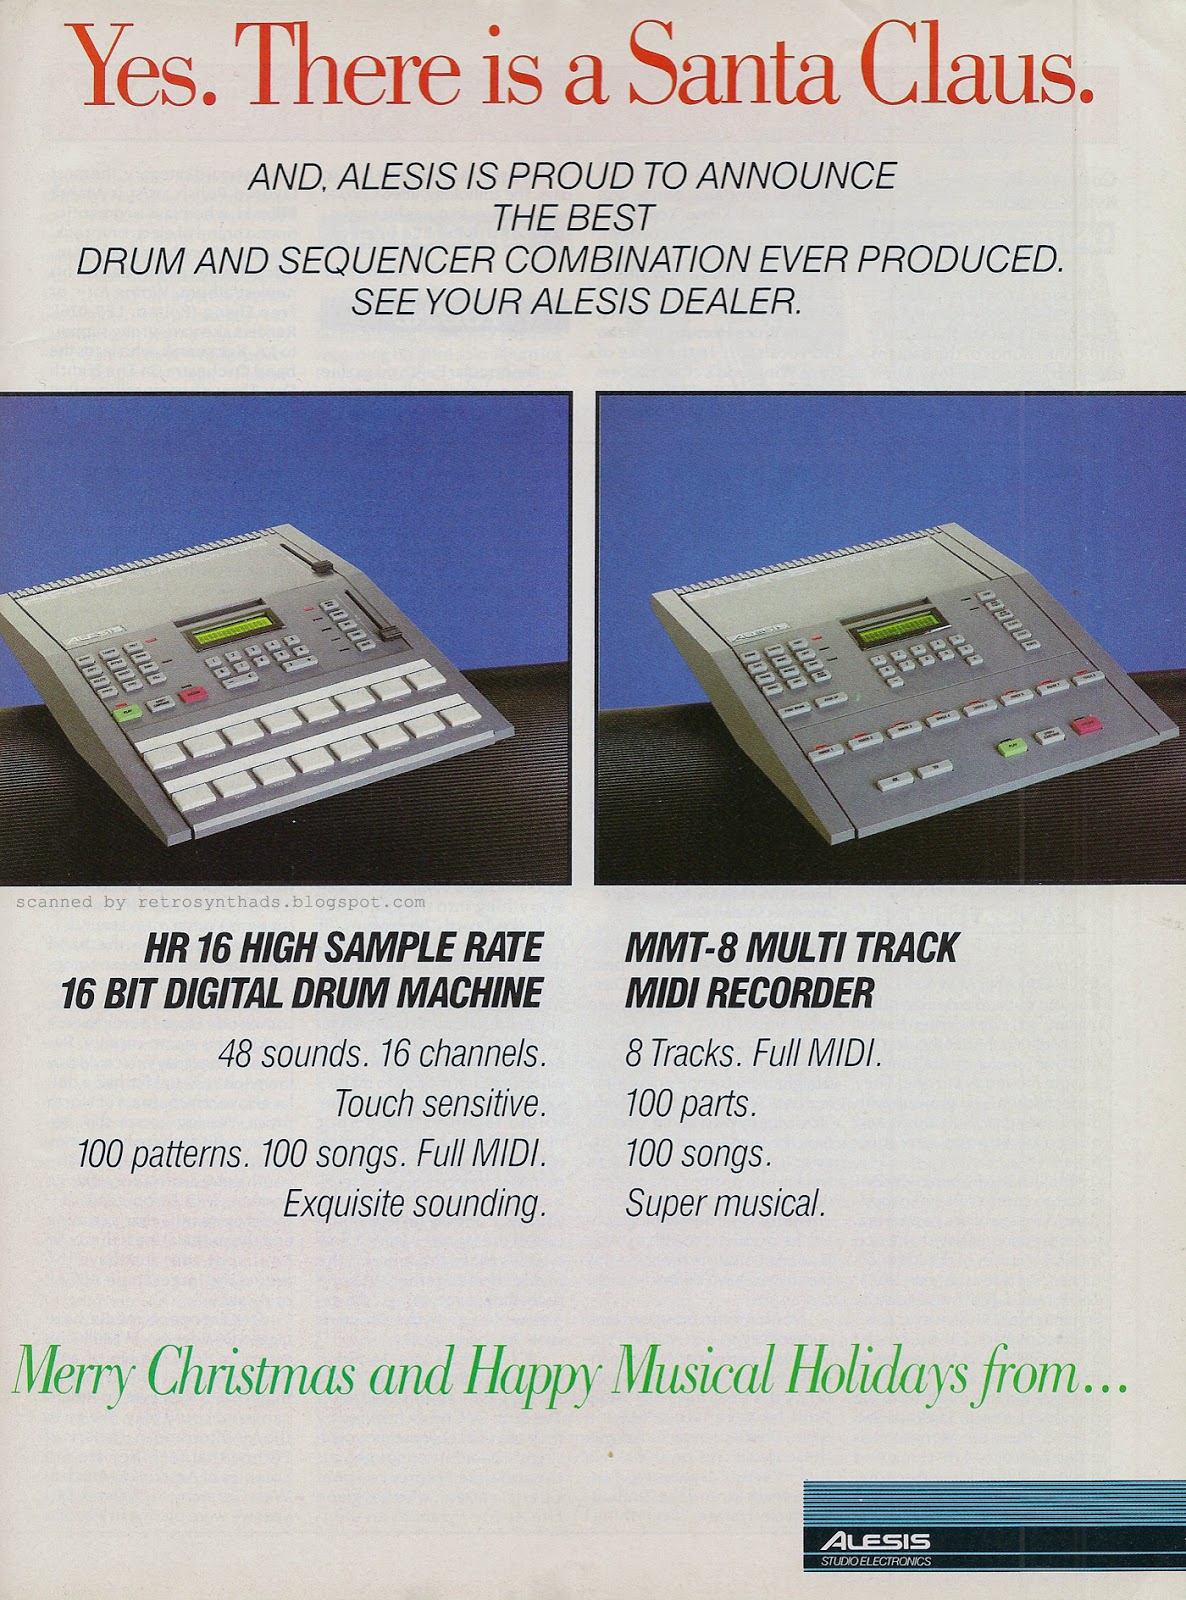 Yes. There is a Santa Claus.
AND, ALESIS IS PROUD TO ANNOUNCE
THE BEST
DRUM AND SEQUENCER COMBINATION EVER PRODUCED.
SEE YOUR ALESIS DEALER.
ALESIS
ALESIS
scanned by retrosynthads.blogspot.com
HR 16 HIGH SAMPLE RATE
16 BIT DIGITAL DRUM MACHINE
48 sounds. 16 channels.
Touch sensitive.
100 patterns. 100 songs. Full MIDI.
Exquisite sounding.
MMT-8 MULTI TRACK
MIDI RECORDER
8 Tracks. Full MIDI.
100 parts.
100 songs.
Super musical.
Merry Christmas and Happy Musical Holidays from...
ALESIS
STUDIO ELECTRONICS